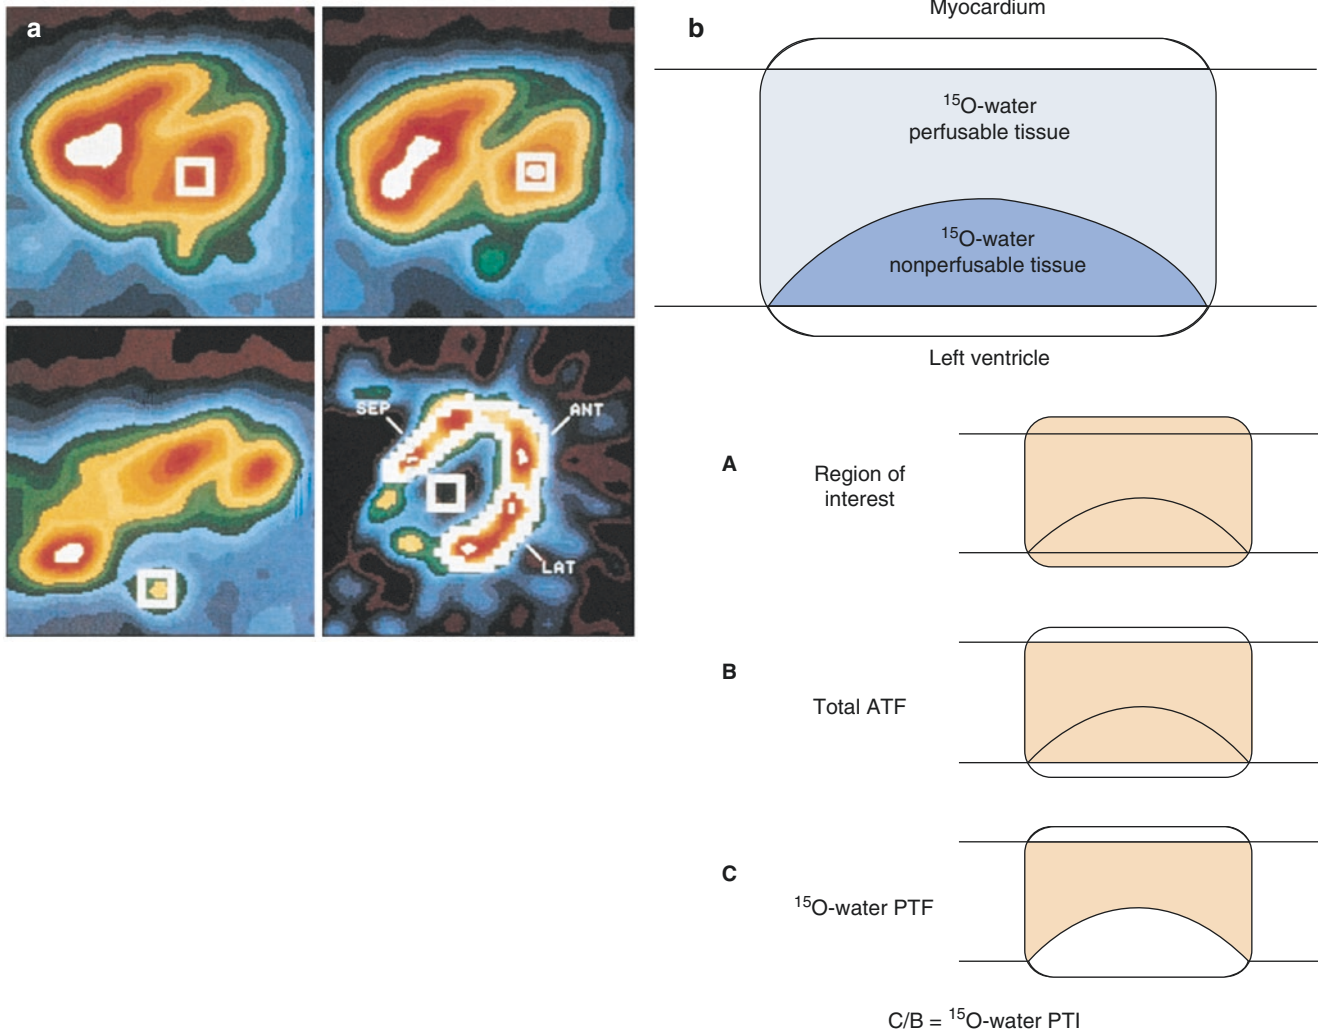 a
SEP
ANT
LAT
b
Myocardium
¹⁵O-water
perfusable tissue
¹⁵O-water
nonperfusable tissue
Left ventricle
A
Region of
interest
B
Total ATF
C
¹⁵O-water PTF
C/B = ¹⁵O-water PTI